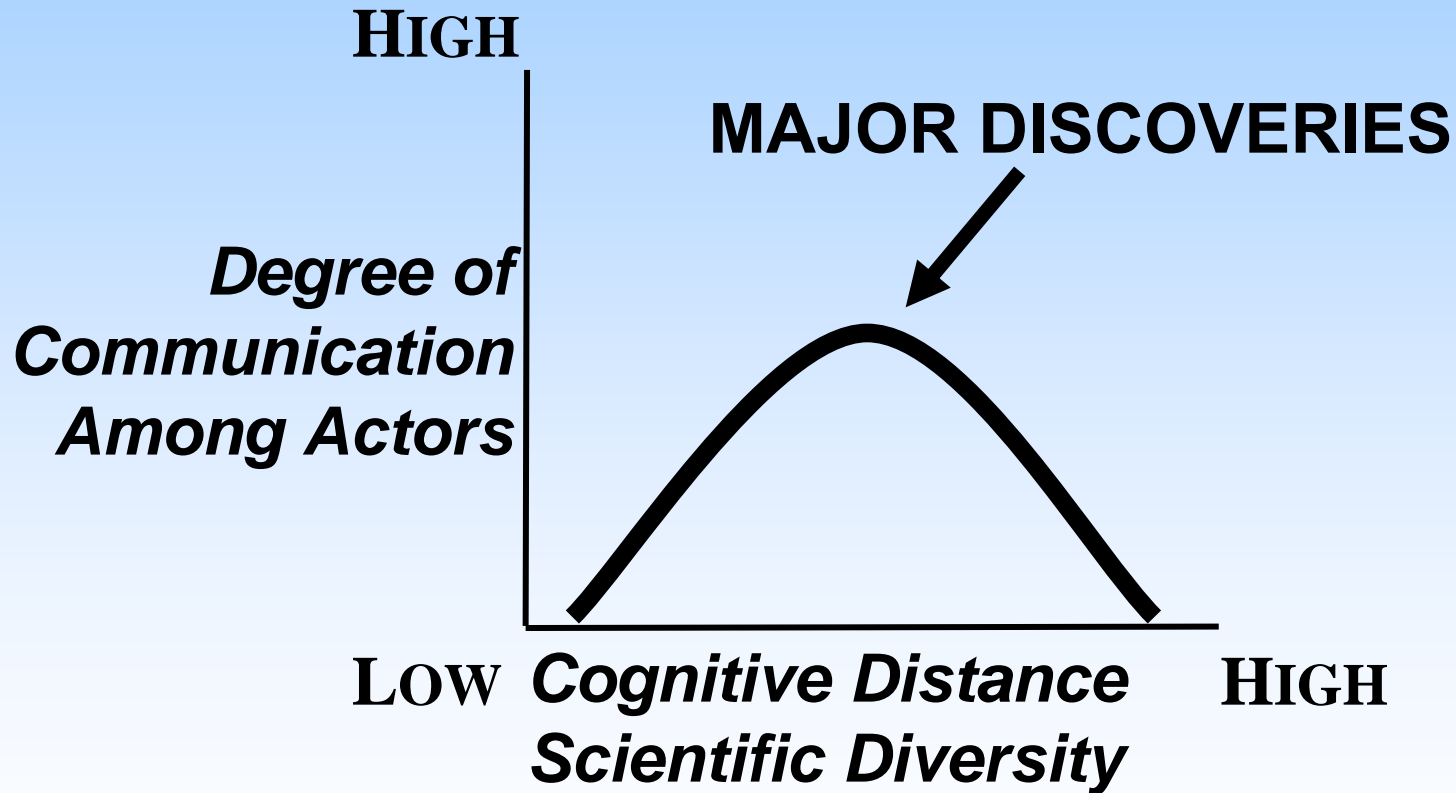 HIGH
MAJOR DISCOVERIES
Degree of
Communication
Among Actors
LOW Cognitive Distance HIGH
Scientific Diversity